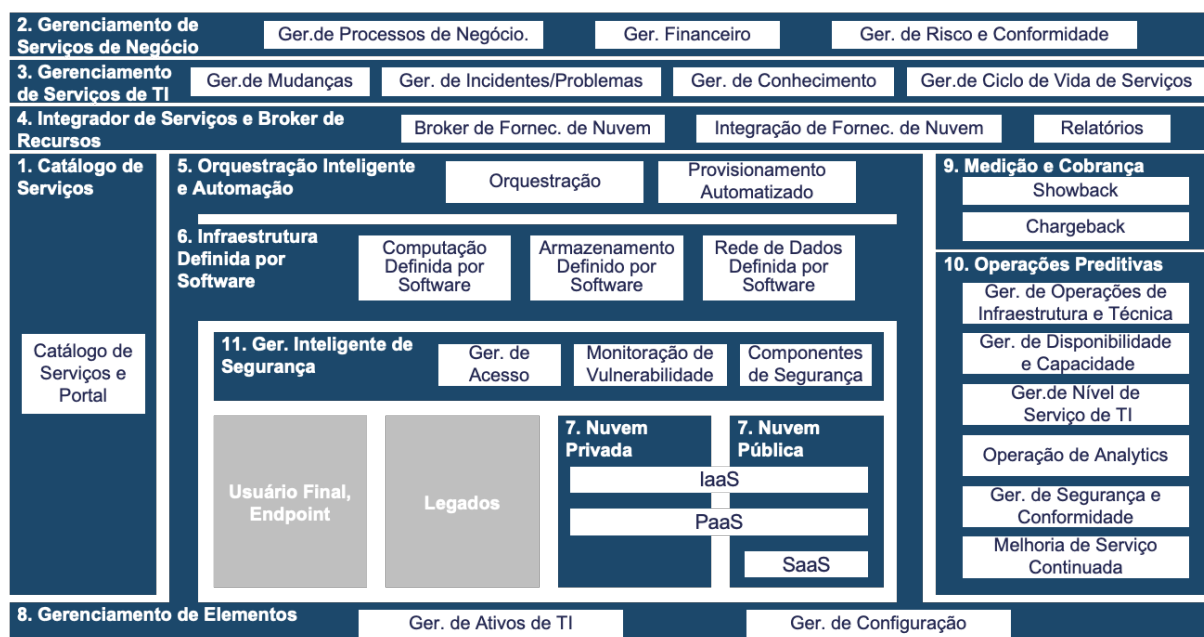 2. Gerenciamento de
Serviços de Negócio
Ger.de Processos de Negócio.
Ger. Financeiro
Ger. de Risco e Conformidade
3. Gerenciamento
de Serviços de TI
Ger.de Mudanças
Ger. de Incidentes/Problemas
Ger. de Conhecimento
Ger.de Ciclo de Vida de Serviços
4. Integrador de Serviços e Broker de
Recursos
Broker de Fornec. de Nuvem
Integração de Fornec. de Nuvem
Relatórios
1. Catálogo de
Serviços
Catálogo de
Serviços e
Portal
5. Orquestração Inteligente
e Automação
Orquestração
Provisionamento
Automatizado
6. Infraestrutura
Definida por
Software
Computação
Definida por
Software
Armazenamento
Definido por
Software
Rede de Dados
Definida por
Software
11. Ger. Inteligente de
Segurança
Ger. de
Acesso
Monitoração de
Vulnerabilidade
Componentes
de Segurança
Usuário Final,
Endpoint
Legados
7. Nuvem
Privada
7. Nuvem
Pública
IaaS
PaaS
SaaS
9. Medição e Cobrança
Showback
Chargeback
10. Operações Preditivas
Ger. de Operações de
Infraestrutura e Técnica
Ger. de Disponibilidade
e Capacidade
Ger.de Nível de
Serviço de TI
Operação de Analytics
Ger. de Segurança e
Conformidade
Melhoria de Serviço
Continuada
8. Gerenciamento de Elementos
Ger. de Ativos de TI
Ger. de Configuração